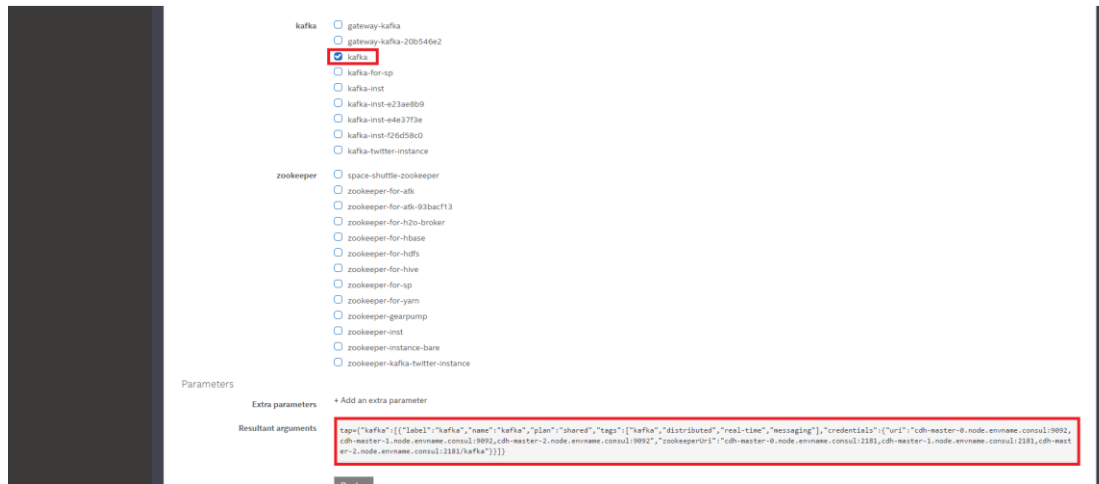 kafka gateway-kafka
gateway-kafka-20b546e2
kafka
kafka-for-sp
kafka-inst
kafka-inst-e23ae8b9
kafka-inst-e4e37f3e
kafka-inst-f26d58c0
kafka-twitter-instance
zookeeper space-shuttle-zookeeper
zookeeper-for-atk
zookeeper-for-atk-93bacf13
zookeeper-for-h2o-broker
zookeeper-for-hbase
zookeeper-for-hdfs
zookeeper-for-hive
zookeeper-for-sp
zookeeper-for-yarn
zookeeper-gearpump
zookeeper-inst
zookeeper-instance-bare
zookeeper-kafka-twitter-instance
Parameters
Extra parameters + Add an extra parameter
Resultant arguments
tap={"kafka":[{"label":"kafka","name":"kafka","plan":"shared","tags":["kafka","distributed","real-time","messaging"],"credentials":{"uri":"cdh-master-0.node.envname.consul:9092,
cdh-master-1.node.envname.consul:9092,cdh-master-2.node.envname.consul:9092","zookeeperUri":"cdh-master-0.node.envname.consul:2181,cdh-master-1.node.envname.consul:2181,cdh-mast
er-2.node.envname.consul:2181/kafka"}}]}